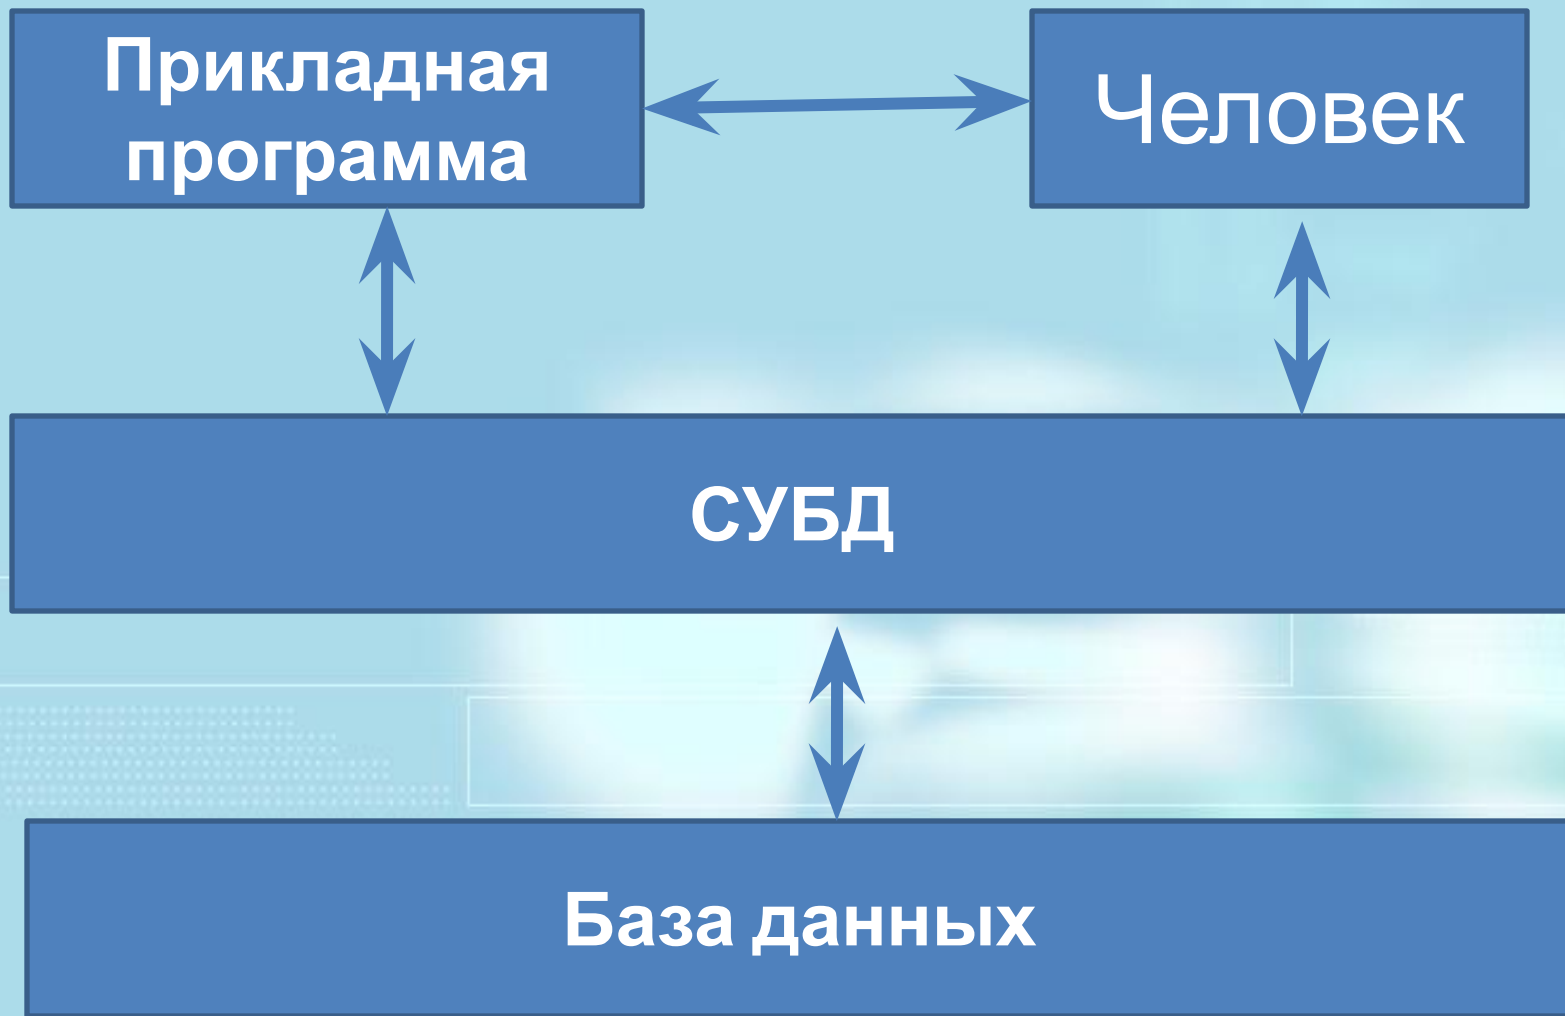 Прикладная
программа
Человек
СУБД
База данных